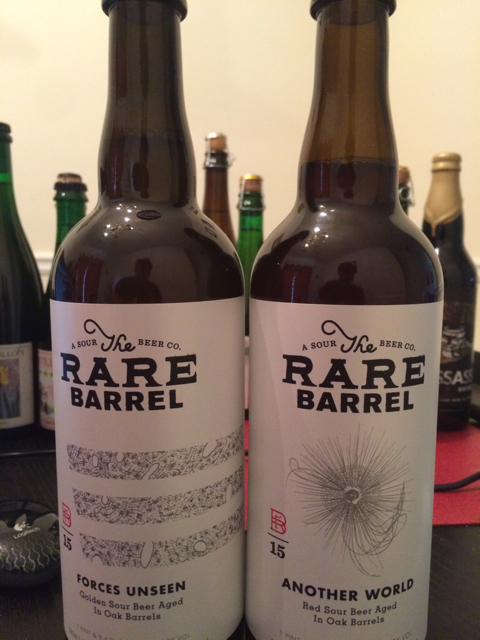 A SOUR The BEER CO.
RARE
BARREL
15
FORCES UNSEEN
Golden Sour Beer Aged
In Oak Barrels
A SOUR The BEER CO.
RARE
BARREL
15
ANOTHER WORLD
Red Sour Beer Aged
In Oak Barrels